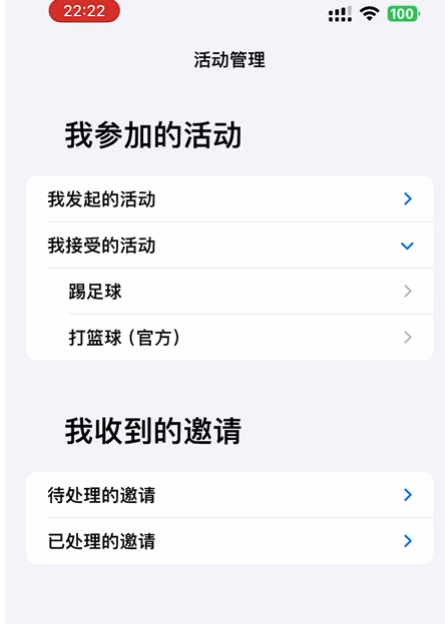 22:22
100
活动管理
我参加的活动
我发起的活动
我接受的活动
踢足球
打篮球（官方）
我收到的邀请
待处理的邀请
已处理的邀请